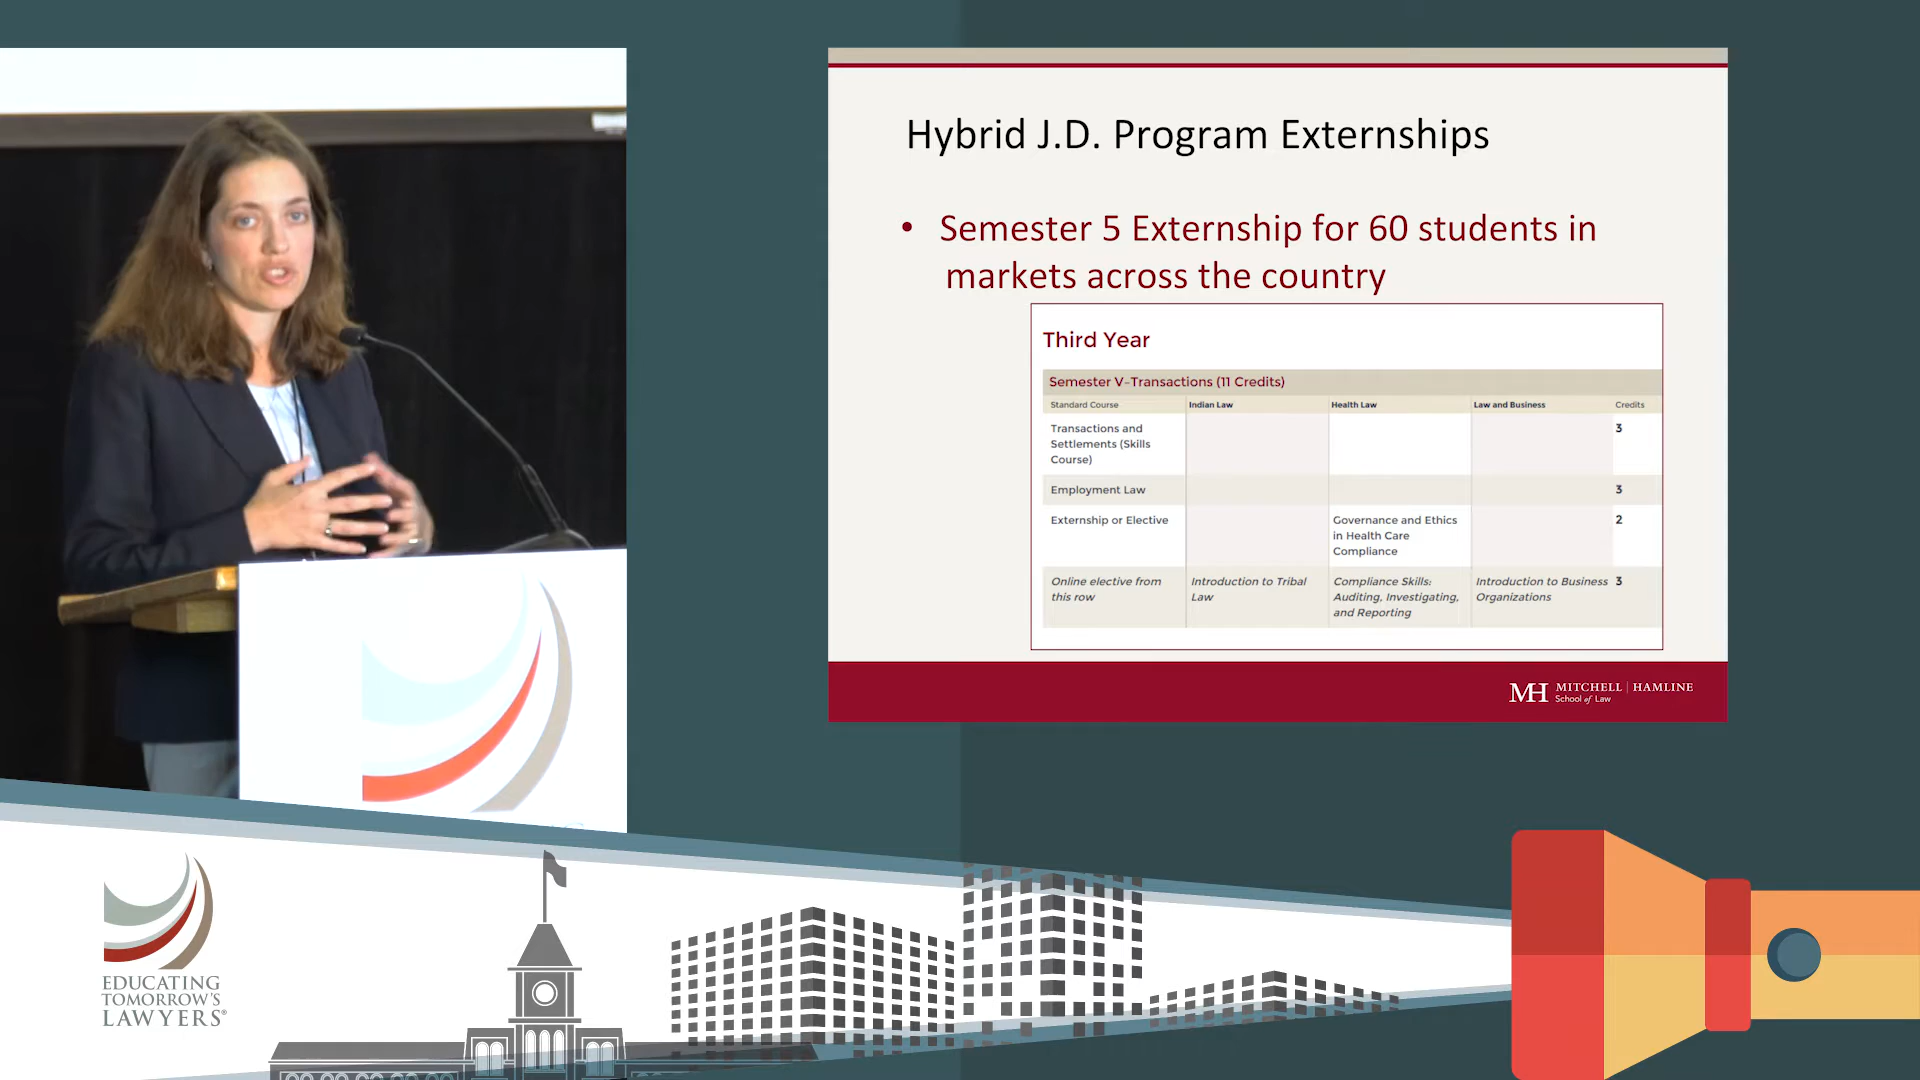 Hybrid J.D. Program Externships
• Semester 5 Externship for 60 students in
markets across the country
Third Year
Semester V–Transactions (11 Credits)
Standard Course Indian Law Health Law Law and Business Credits
Transactions and 3
Settlements (Skills
Course)
Employment Law 3
Externship or Elective Governance and Ethics 2
in Health Care
Compliance
Online elective from Introduction to Tribal Compliance Skills: Introduction to Business 3
this row Law Auditing, Investigating, Organizations
and Reporting
MH MITCHELL | HAMLINE
School of Law
EDUCATING
TOMORROW'S
LAWYERS®